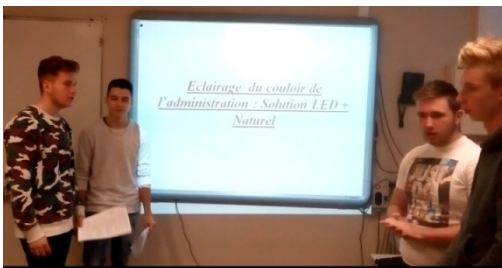 Eclairage du couloir de
l'administration : Solution LED +
Naturel